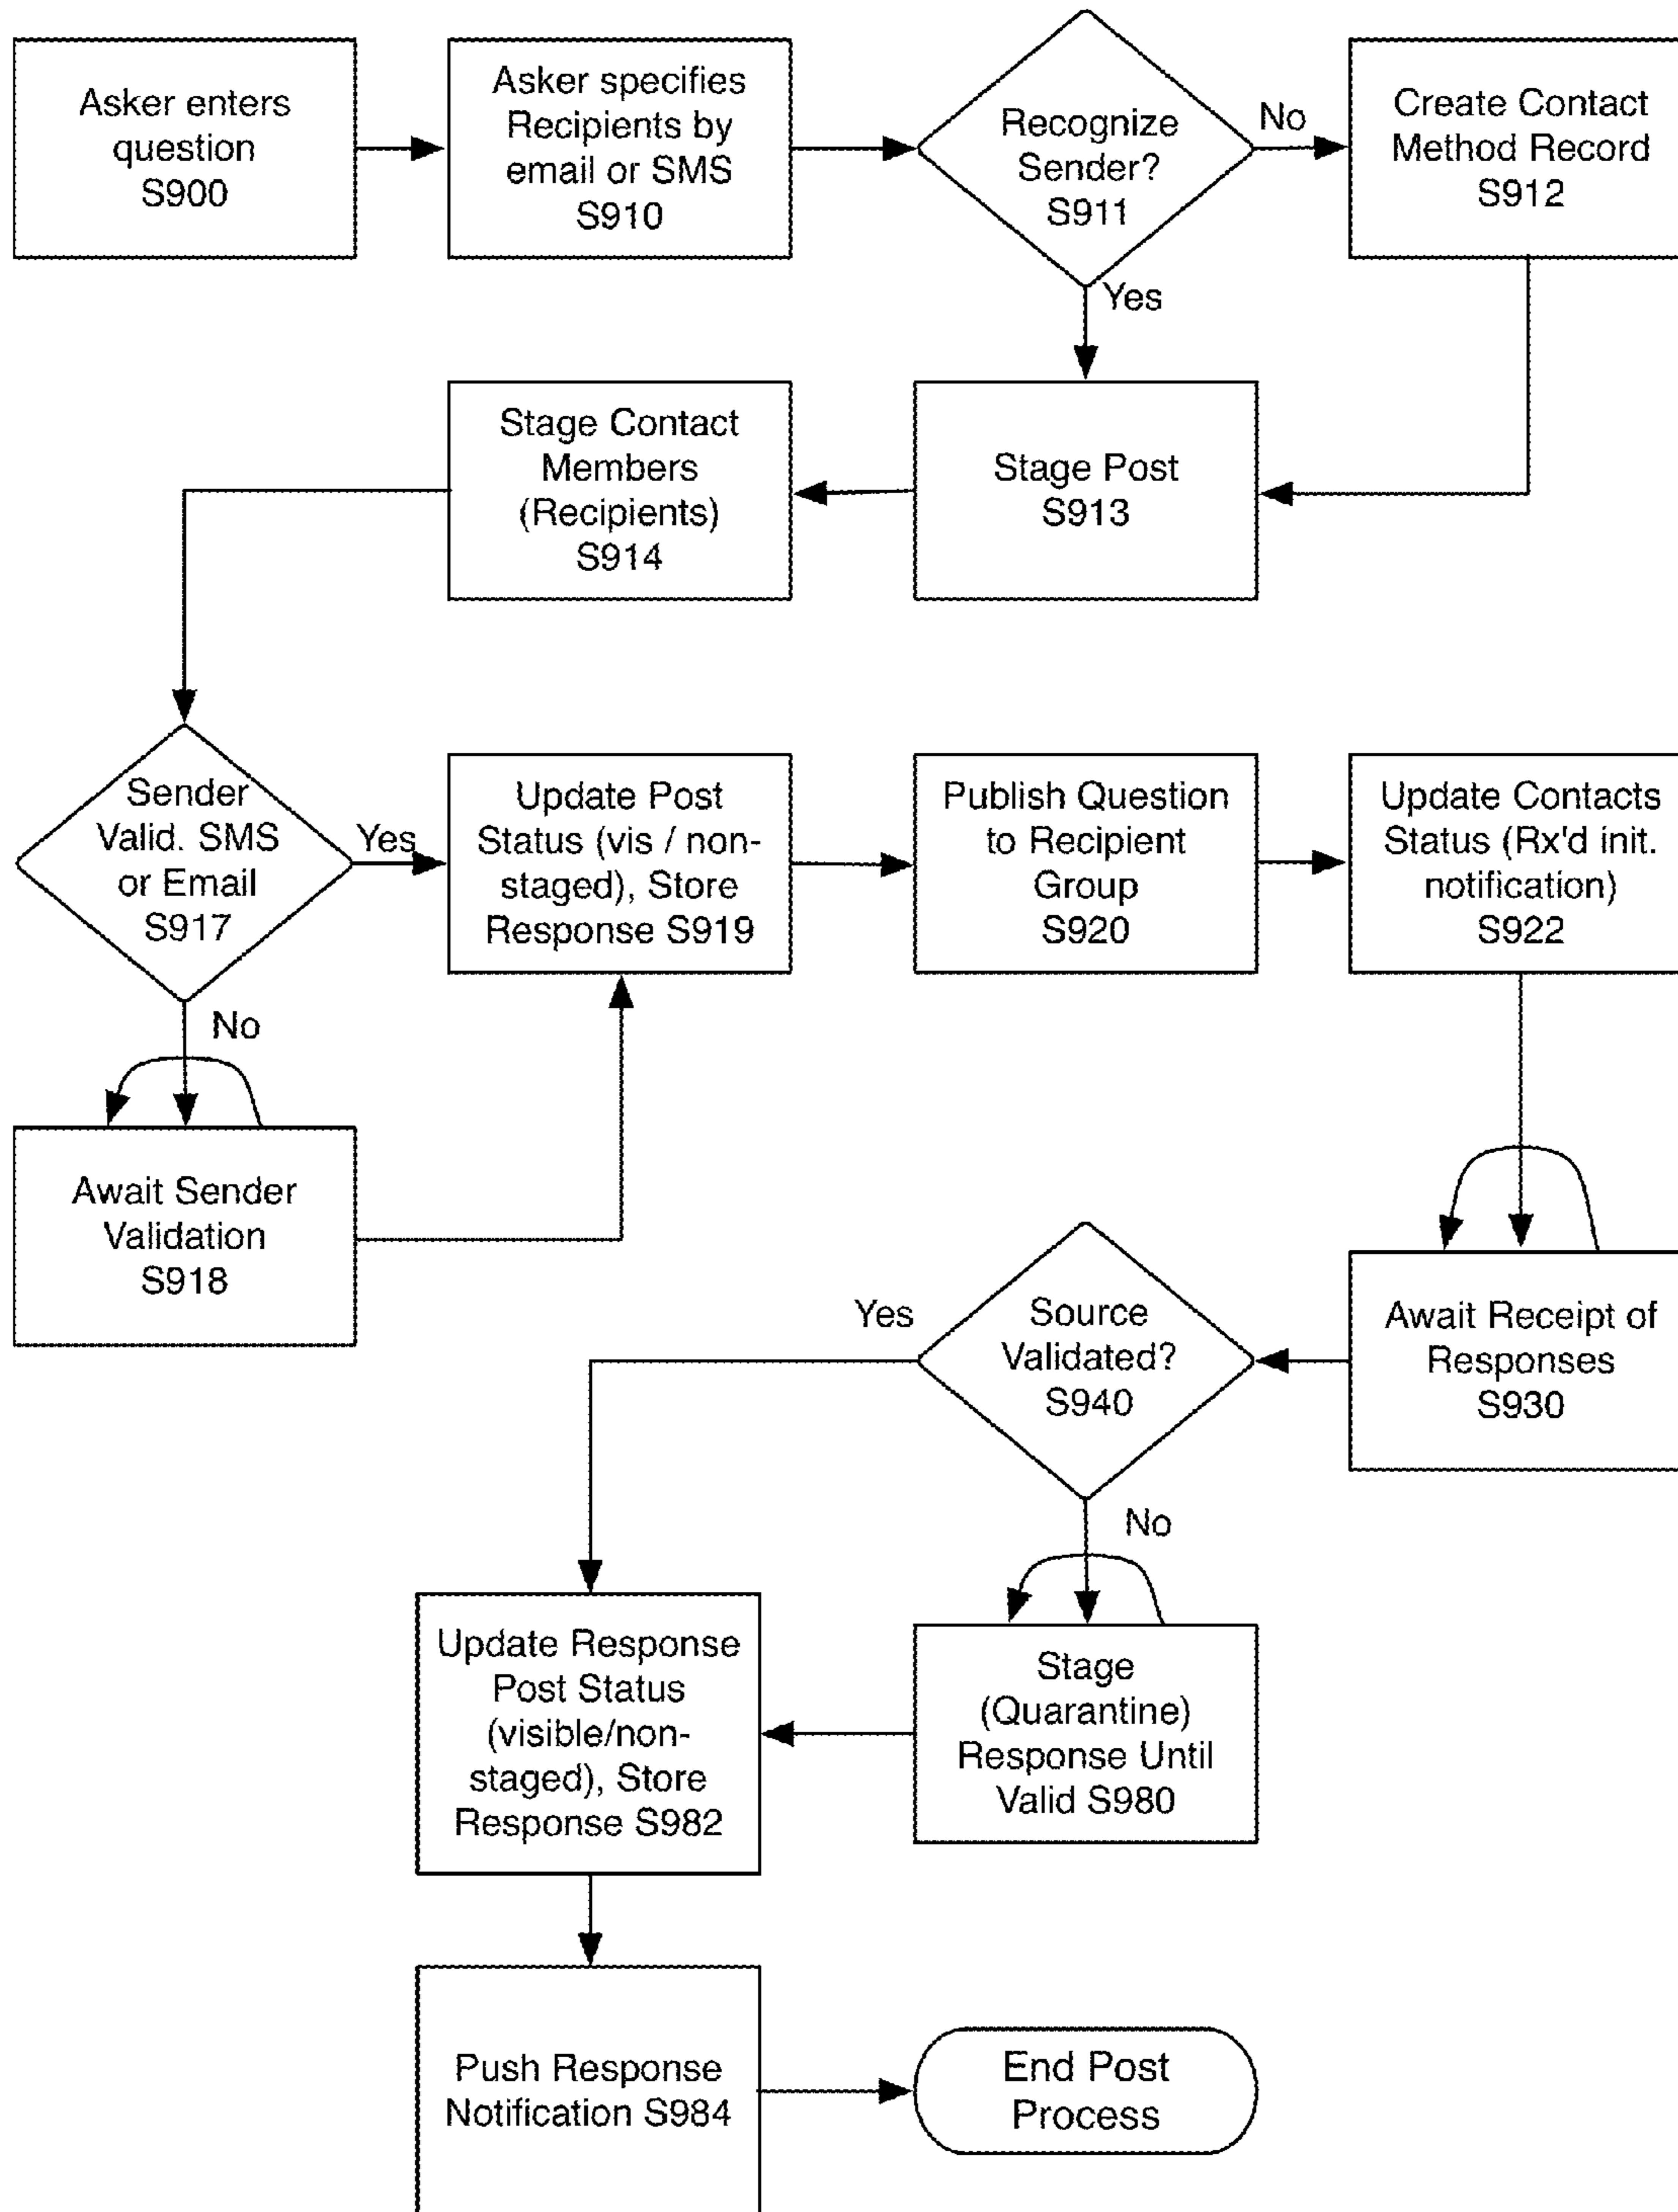 Asker enters
question
S900
Asker specifies
Recipients by
email or SMS
S910
Recognize
Sender?
S911
No
Create Contact
Method Record
S912
Yes
Stage Contact
Members
(Recipients)
S914
Stage Post
S913
Sender
Valid. SMS
or Email
S917
Yes
Update Post
Status (vis / non-
staged), Store
Response S919
Publish Question
to Recipient
Group
S920
Update Contacts
Status (Rx'd init.
notification)
S922
No
Await Sender
Validation
S918
Yes
Source
Validated?
S940
Await Receipt of
Responses
S930
No
Update Response
Post Status
(visible/non-
staged), Store
Response S982
Stage
(Quarantine)
Response Until
Valid S980
Push Response
Notification S984
End Post
Process